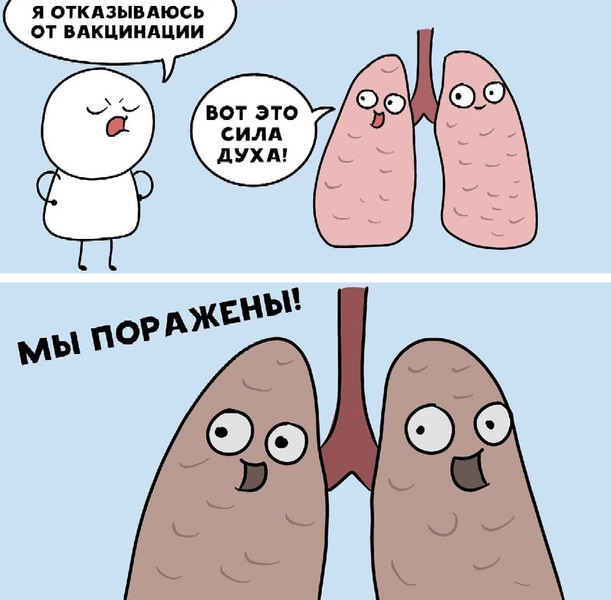 Я ОТКАЗЫВАЮСЬ
ОТ ВАКЦИНАЦИИ
ВОТ ЭТО
СИЛА
ДУХА!
МЫ ПОРАЖЕНЫ!